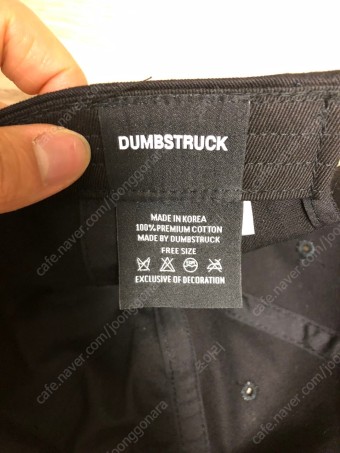 DUMBSTRUCK
MADE IN KOREA
100% PREMIUM COTTON
MADE BY DUMBSTRUCK
FREE SIZE
EXCLUSIVE OF DECORATION
cafe.naver.com/joonggonara